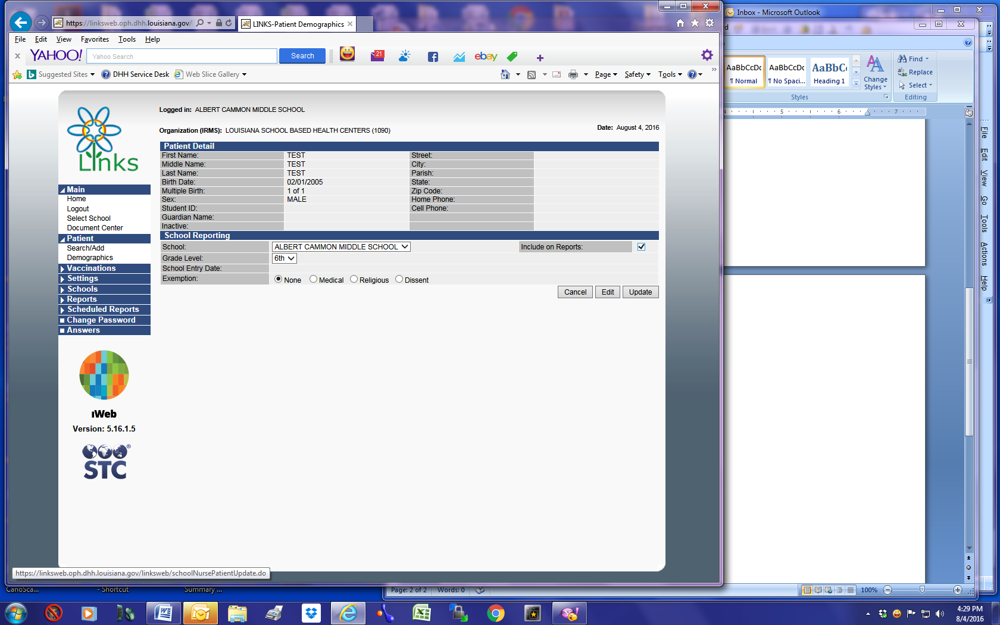 Inbox - Microsoft Outlook
https://linksweb.oph.dhh.louisiana.gov/
LINKS-Patient Demographics
File Edit View Favorites Tools Help
YAHOO! Yahoo Search Search 21 ebay
Suggested Sites DHH Service Desk Web Slice Gallery Page Safety Tools
AaBbCcDc AaBbCcDc AaBbC
¶ Normal ¶ No Spaci... Heading 1
Change Styles
Styles
Find
Replace
Select
Editing
4 5 6 7
File Edit View Go Tools Actions Help
Links
Logged in: ALBERT CAMMON MIDDLE SCHOOL
Organization (IRMS): LOUISIANA SCHOOL BASED HEALTH CENTERS (1090)
Date: August 4, 2016
Main
Home
Logout
Select School
Document Center
Patient
Search/Add
Demographics
Vaccinations
Settings
Schools
Reports
Scheduled Reports
Change Password
Answers
iWeb
Version: 5.16.1.5
STC
Patient Detail
First Name: TEST Street:
Middle Name: TEST City:
Last Name: TEST Parish:
Birth Date: 02/01/2005 State:
Multiple Birth: 1 of 1 Zip Code:
Sex: MALE Home Phone:
Student ID: Cell Phone:
Guardian Name:
Inactive:
School Reporting
School: ALBERT CAMMON MIDDLE SCHOOL Include on Reports:
Grade Level: 6th
School Entry Date:
Exemption: None Medical Religious Dissent
Cancel Edit Update
https://linksweb.oph.dhh.louisiana.gov/linksweb/schoolNursePatientUpdate.do
CanoSca... - Shortcut Summary ...
Page: 2 of 2 Words: 0 100%
4:29 PM
8/4/2016